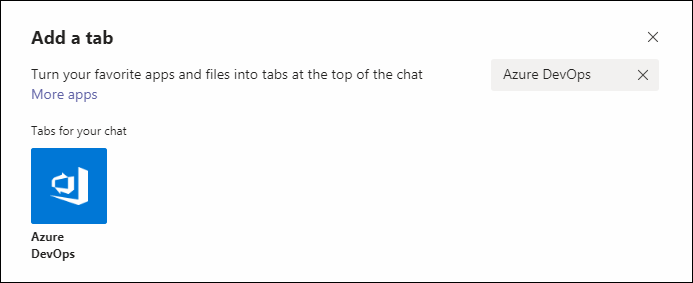 Add a tab
Turn your favorite apps and files into tabs at the top of the chat
Azure DevOps
More apps
Tabs for your chat
Azure
DevOps